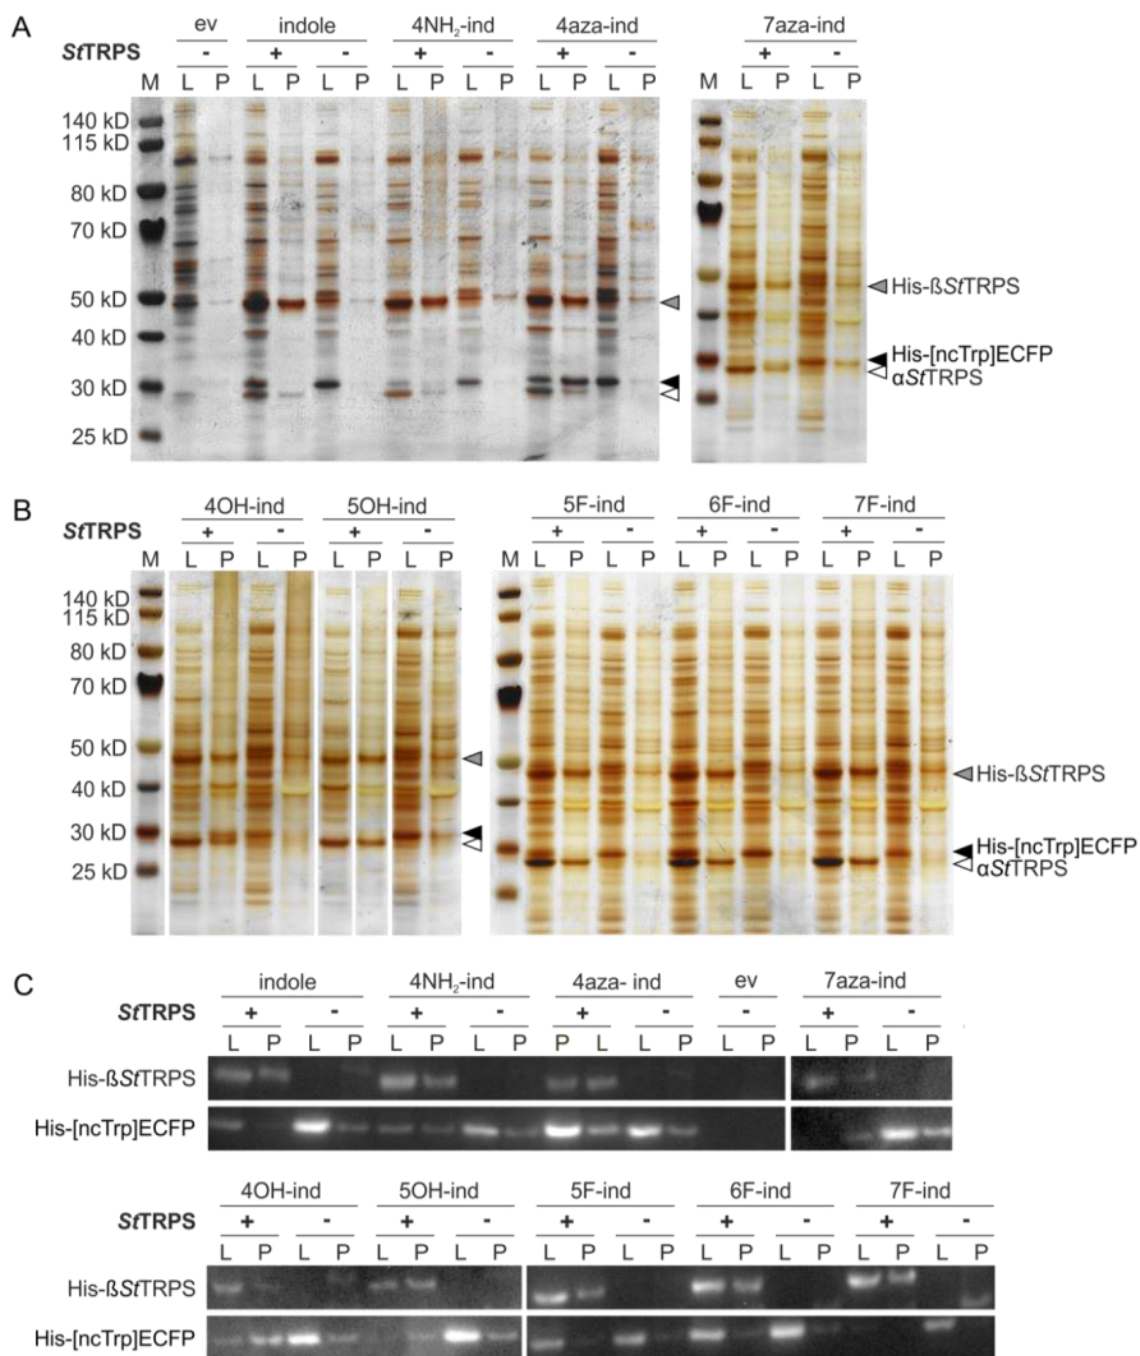 A
ev indole 4NH₂-ind 4aza-ind 7aza-ind
StTRPS - + - + - + - + -
M L P L P L P L P L P L P L P M L P L P
140 kD
115 kD
80 kD
70 kD
50 kD
40 kD
30 kD
25 kD
His-ßStTRPS
His-[ncTrp]ECFP
αStTRPS
B
4OH-ind 5OH-ind 5F-ind 6F-ind 7F-ind
StTRPS + - + - + - + - + -
M L P L P L P L P M L P L P L P L P L P L P
140 kD
115 kD
80 kD
70 kD
50 kD
40 kD
30 kD
25 kD
His-ßStTRPS
His-[ncTrp]ECFP
αStTRPS
C
indole 4NH₂-ind 4aza- ind ev 7aza-ind
StTRPS + - + - + - - + -
L P L P L P L P P L L P L P L P L P
His-ßStTRPS
His-[ncTrp]ECFP
4OH-ind 5OH-ind 5F-ind 6F-ind 7F-ind
StTRPS + - + - + - + - + -
L P L P L P L P L P L P L P L P L P L P
His-ßStTRPS
His-[ncTrp]ECFP